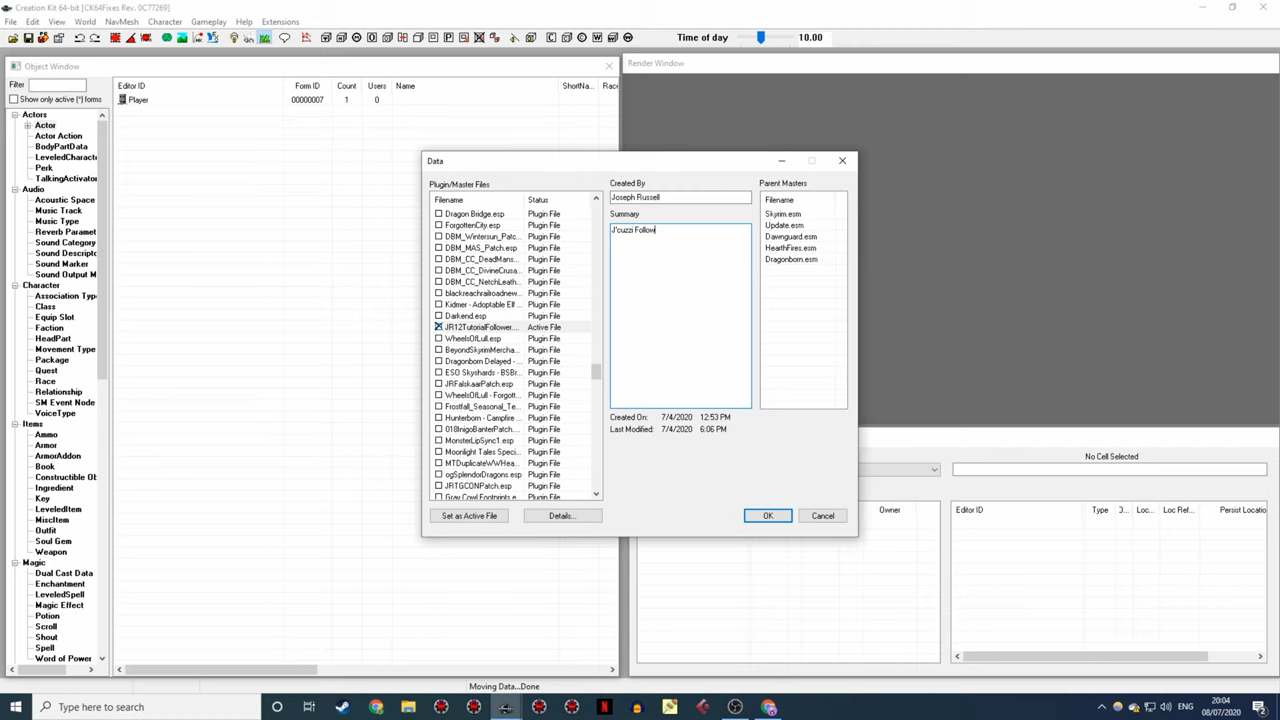 Creation Kit 64-bit (CK64Fixes Rev. 0C77269)
File Edit View World NavMesh Character Gameplay Help Extensions
Time of day 10.00
Object Window
Filter
Show only active (*) forms
Actors
Actor
Actor Action
BodyPartData
LeveledCharacte
Perk
TalkingActivator
Audio
Acoustic Space
Music Track
Music Type
Reverb Paramet
Sound Category
Sound Descripto
Sound Marker
Sound Output M
Character
Association Type
Class
Equip Slot
Faction
HeadPart
Movement Type
Package
Quest
Race
Relationship
SM Event Node
VoiceType
Items
Ammo
Armor
ArmorAddon
Book
Constructible Ob
Ingredient
Key
LeveledItem
MiscItem
Outfit
Soul Gem
Weapon
Magic
Dual Cast Data
Enchantment
LeveledSpell
Magic Effect
Potion
Scroll
Shout
Spell
Word of Power
Editor ID Form ID Count Users Name ShortNa... Race
Player 00000007 1 0
Render Window
Data
Plugin/Master Files
Filename Status
Dragon Bridge.esp Plugin File
ForgottenCity.esp Plugin File
DBM_Wintersun_Patc... Plugin File
DBM_MAS_Patch.esp Plugin File
DBM_CC_DeadMans... Plugin File
DBM_CC_DivineCrusa... Plugin File
DBM_CC_NetchLeath... Plugin File
blackreachrailroadnew... Plugin File
Kidmer - Adoptable Elf ... Plugin File
Darkend.esp Plugin File
JR12TutorialFollower.... Active File
WheelsOfLull.esp Plugin File
BeyondSkyrimMercha... Plugin File
Dragonborn Delayed - ... Plugin File
ESO Skyshards - BSBr... Plugin File
JRFalskaarPatch.esp Plugin File
WheelsOfLull - Forgott... Plugin File
Frostfall_Seasonal_Te... Plugin File
Hunterborn - Campfire ... Plugin File
018InigoBanterPatch.... Plugin File
MonsterLipSync1.esp Plugin File
Moonlight Tales Speci... Plugin File
MTDuplicateWWHea... Plugin File
ogSplendorDragons.esp Plugin File
JRTGCONPatch.esp Plugin File
Gray Cowl Footprints.e... Plugin File
Set as Active File
Details...
Created By
Joseph Russell
Summary
J'cuzzi Follow
Created On: 7/4/2020 12:53 PM
Last Modified: 7/4/2020 6:06 PM
Parent Masters
Filename
Skyrim.esm
Update.esm
Dawnguard.esm
HearthFires.esm
Dragonborn.esm
OK
Cancel
No Cell Selected
Owner
Editor ID Type Loc... Loc Rel... Persist Location
Moving Data...Done
Type here to search
ENG
20:04
08/07/2020
2